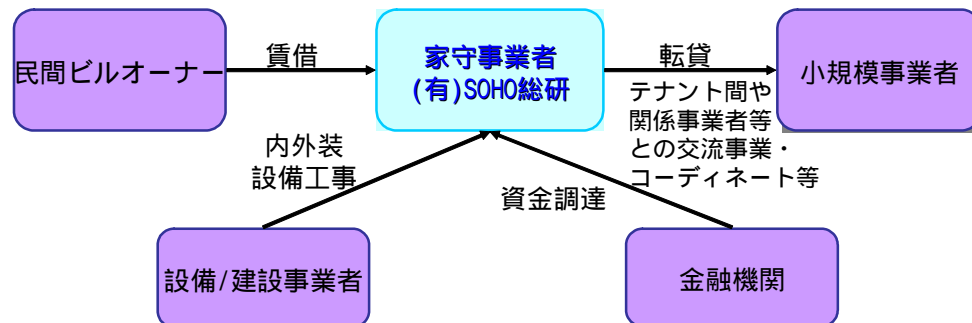 民間ビルオーナー
賃借
家守事業者
(有)SOHO総研
転貸
小規模事業者
テナント間や
関係事業者等
との交流事業・
コーディネート等
内外装
設備工事
資金調達
設備/建設事業者
金融機関